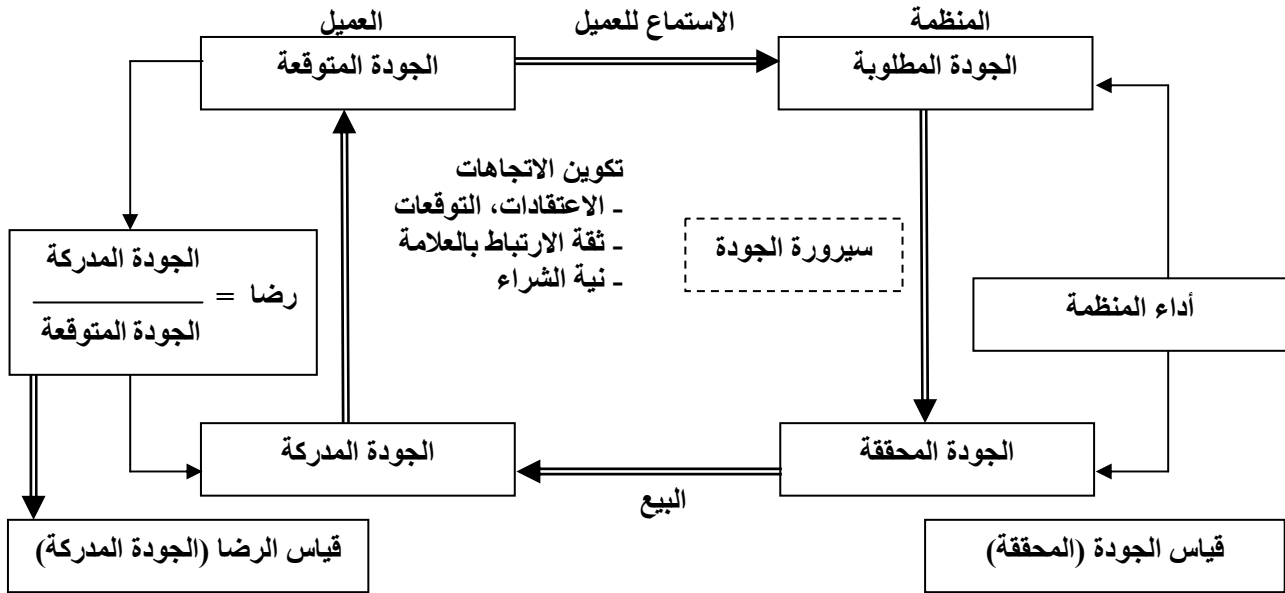 المنظمة
الاستماع للعميل
العميل
الجودة المطلوبة
الجودة المتوقعة
تكوين الاتجاهات
- الاعتقادات، التوقعات
- ثقة الارتباط بالعلامة
- نية الشراء
سيرورة الجودة
أداء المنظمة
رضا = الجودة المدركة
الجودة المتوقعة
الجودة المحققة
الجودة المدركة
البيع
قياس الجودة (المحققة)
قياس الرضا (الجودة المدركة)